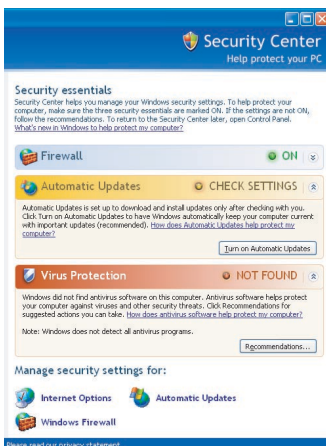 Security Center
Help protect your PC
Security essentials
Security Center helps you manage your Windows security settings. To help protect your
computer, make sure the three security essentials are marked ON. If the settings are not ON,
follow the recommendations. To return to the Security Center later, open Control Panel.
What's new in Windows to help protect my computer?
Firewall ON
Automatic Updates CHECK SETTINGS
Automatic Updates is set up to download and install updates only after checking with you.
Click Turn on Automatic Updates to have Windows automatically keep your computer current
with important updates (recommended). How does Automatic Updates help protect my
computer?
Turn on Automatic Updates
Virus Protection NOT FOUND
Windows did not find antivirus software on this computer. Antivirus software helps protect
your computer against viruses and other security threats. Click Recommendations for
suggested actions you can take. How does antivirus software help protect my computer?
Note: Windows does not detect all antivirus programs.
Recommendations...
Manage security settings for:
Internet Options Automatic Updates
Windows Firewall
Please read our privacy statement